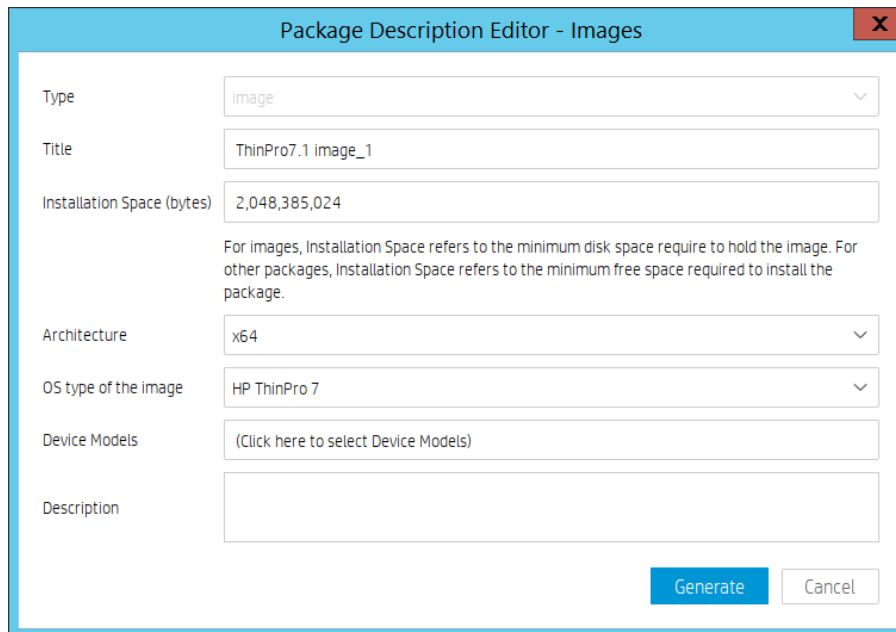 Package Description Editor - Images
X
Type
image
Title
ThinPro7.1 image_1
Installation Space (bytes)
2,048,385,024
For images, Installation Space refers to the minimum disk space require to hold the image. For
other packages, Installation Space refers to the minimum free space required to install the
package.
Architecture
x64
OS type of the image
HP ThinPro 7
Device Models
(Click here to select Device Models)
Description
Generate
Cancel